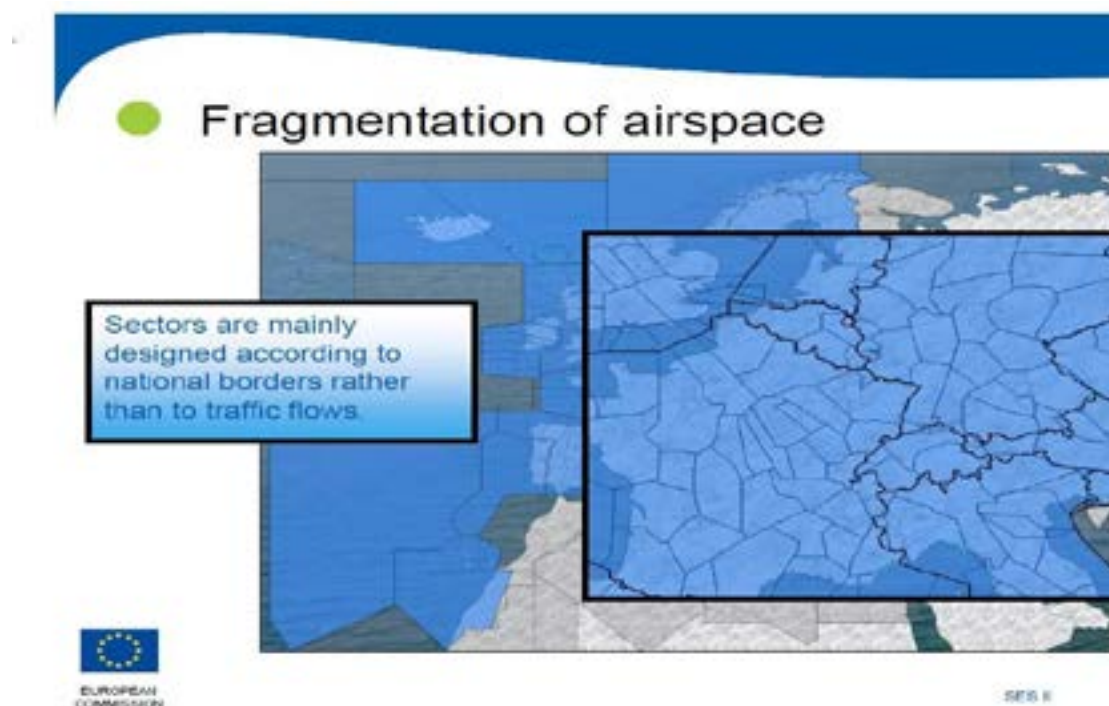 Fragmentation of airspace
Sectors are mainly
designed according to
national borders rather
than to traffic flows.
EUROPEAN
COMMISSION
SES II